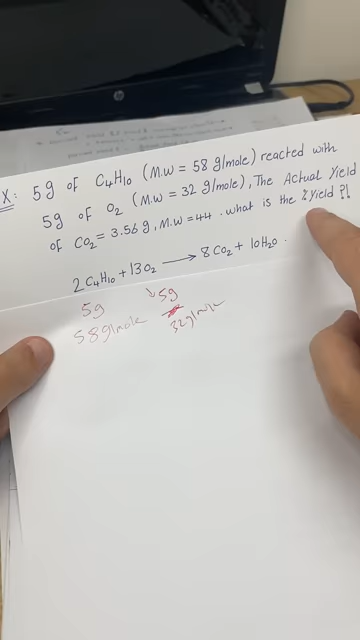 X: 5g of C4H10 (M.W = 58 g/mole) reacted with
5g of O2 (M.W = 32 g/mole), The Actual Yield
of CO2 = 3.56 g, M.W = 44. what is the % Yield ?!
2C4H10 + 13O2 → 8CO2 + 10H2O.
5g ↘ 5g
58g/mole 32g/mole
hp